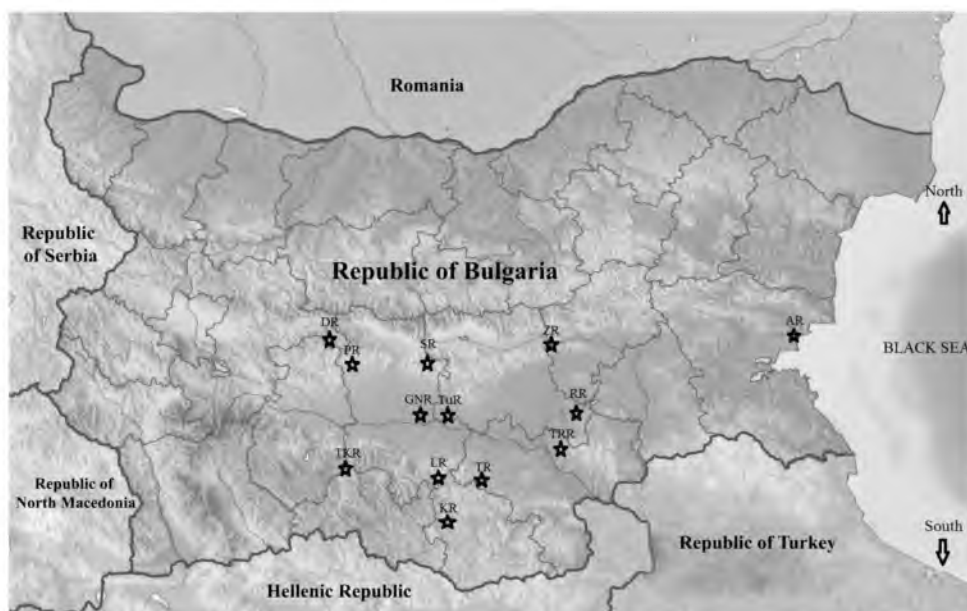 Romania
North
Republic
of Serbia
Republic of Bulgaria
DR
SR
ZR
AR
PR
BLACK SEA
GNR
TuR
RR
TRR
TKR
LR
TR
Republic of
North Macedonia
KR
South
Republic of Turkey
Hellenic Republic